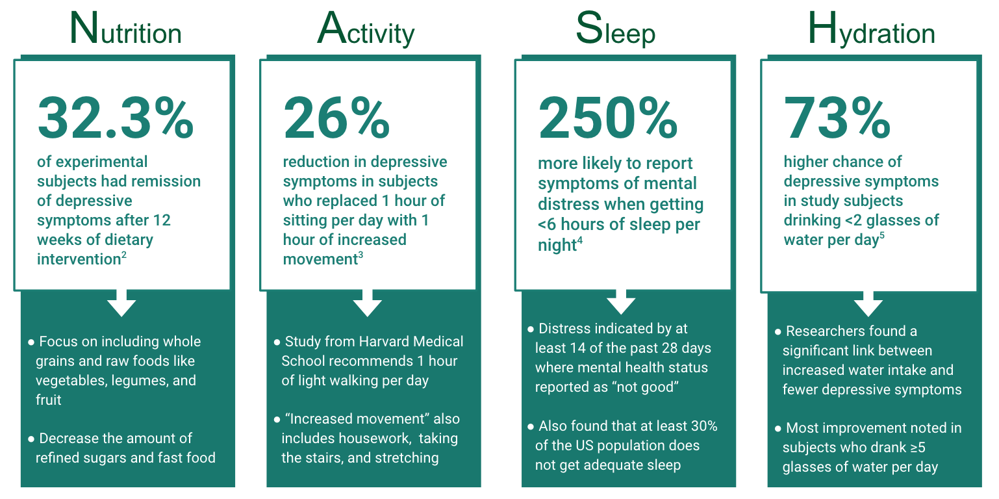 Nutrition
32.3%
of experimental
subjects had remission
of depressive
symptoms after 12
weeks of dietary
intervention²
● Focus on including whole
grains and raw foods like
vegetables, legumes, and
fruit
● Decrease the amount of
refined sugars and fast food
Activity
26%
reduction in depressive
symptoms in subjects
who replaced 1 hour of
sitting per day with 1
hour of increased
movement³
● Study from Harvard Medical
School recommends 1 hour
of light walking per day
● “Increased movement” also
includes housework, taking
the stairs, and stretching
Sleep
250%
more likely to report
symptoms of mental
distress when getting
<6 hours of sleep per
night⁴
● Distress indicated by at
least 14 of the past 28 days
where mental health status
reported as “not good”
● Also found that at least 30%
of the US population does
not get adequate sleep
Hydration
73%
higher chance of
depressive symptoms
in study subjects
drinking <2 glasses of
water per day⁵
● Researchers found a
significant link between
increased water intake and
fewer depressive symptoms
● Most improvement noted in
subjects who drank ≥5
glasses of water per day